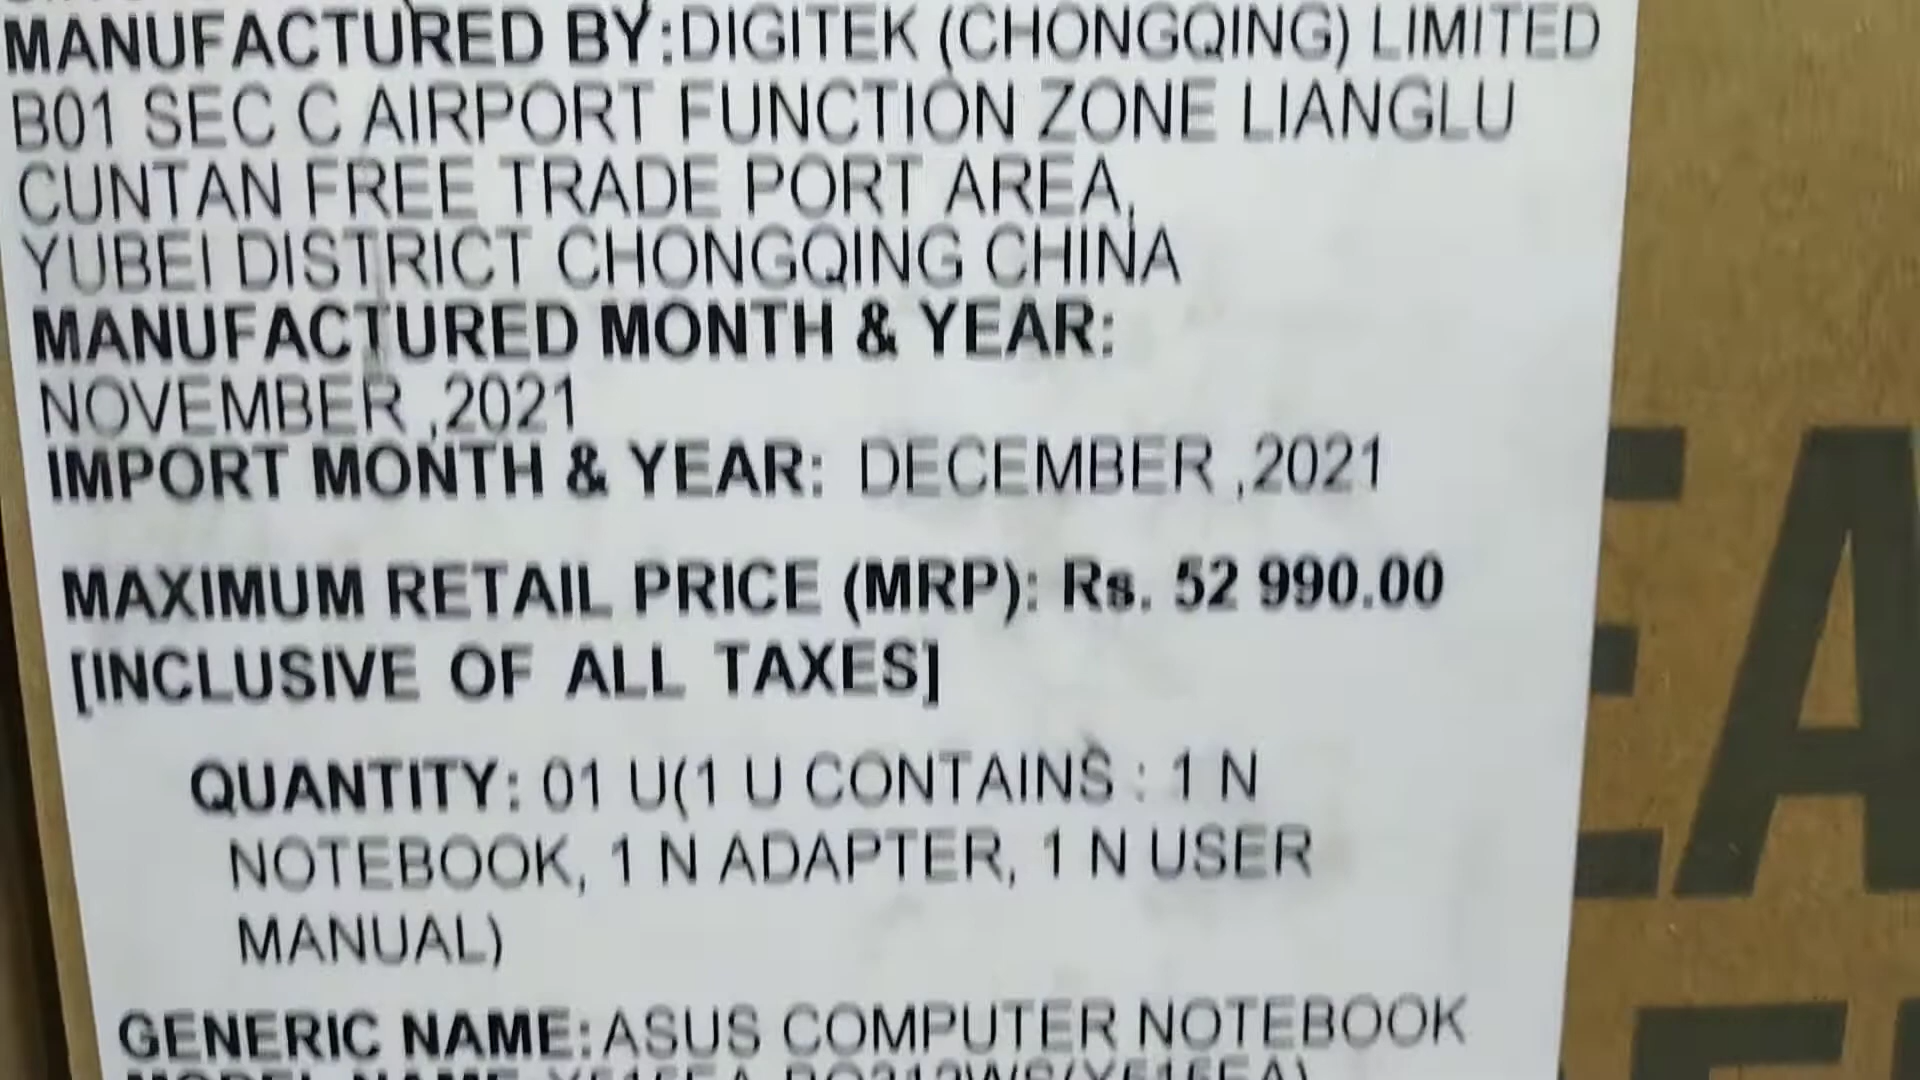 MANUFACTURED BY:DIGITEK (CHONGQING) LIMITED
B01 SEC C AIRPORT FUNCTION ZONE LIANGLU
CUNTAN FREE TRADE PORT AREA,
YUBEI DISTRICT CHONGQING CHINA
MANUFACTURED MONTH & YEAR:
NOVEMBER ,2021
IMPORT MONTH & YEAR: DECEMBER ,2021
MAXIMUM RETAIL PRICE (MRP): Rs. 52 990.00
[INCLUSIVE OF ALL TAXES]
QUANTITY: 01 U(1 U CONTAINS : 1 N
NOTEBOOK, 1 N ADAPTER, 1 N USER
MANUAL)
GENERIC NAME:ASUS COMPUTER NOTEBOOK